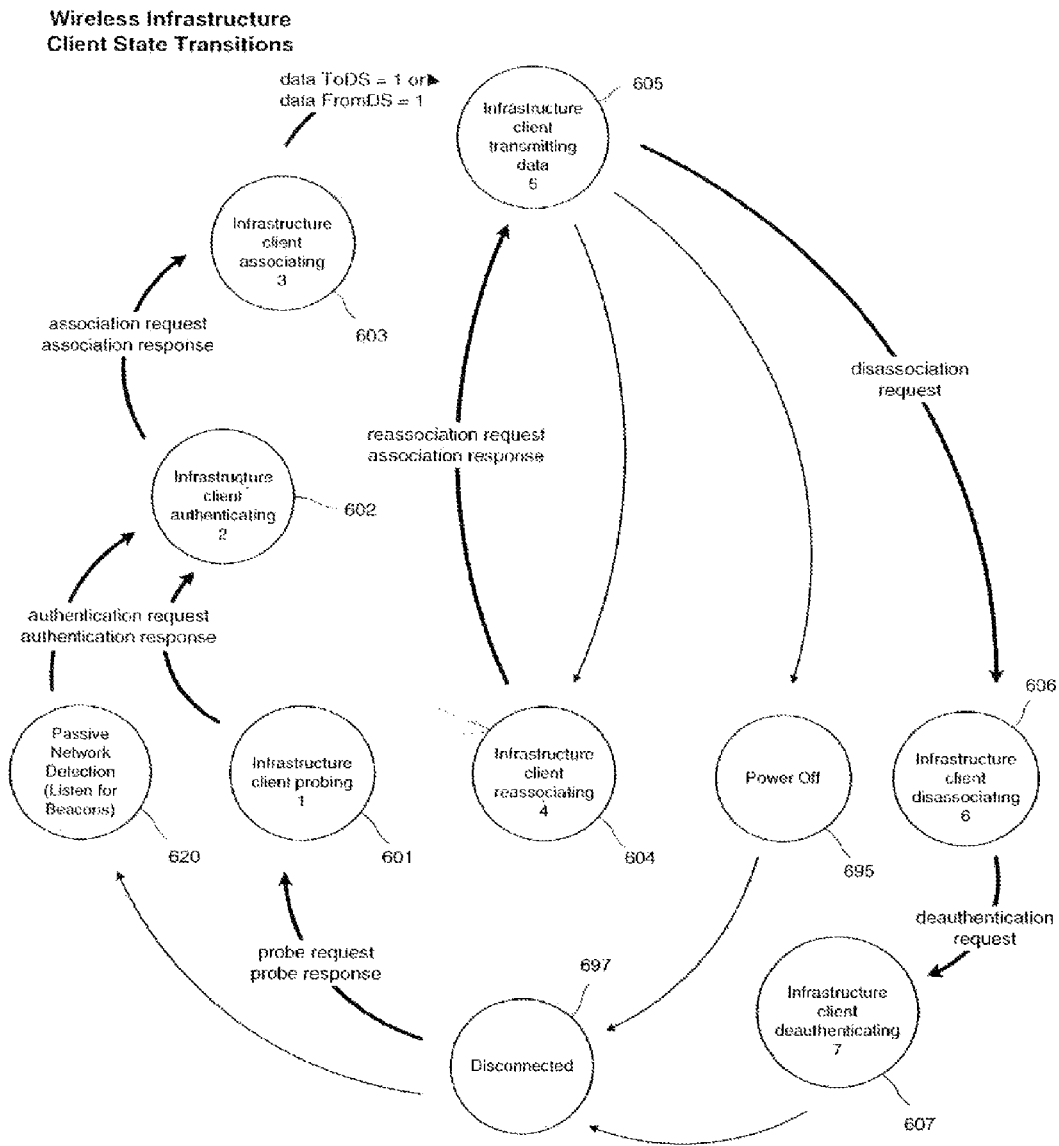 Wireless Infrastructure
Client State Transitions
data ToDS = 1 or
data FromDS = 1
605
Infrastructure
client
transmitting
data
5
Infrastructure
client
associating
3
603
association request
association response
disassociation
request
reassociation request
association response
Infrastructure
client
authenticating
2
602
authentication request
authentication response
606
Passive
Network
Detection
(Listen for
Beacons)
620
Infrastructure
client probing
1
601
Infrastructure
client
reassociating
4
604
Power Off
695
Infrastructure
client
disassociating
6
deauthentication
request
probe request
probe response
697
Disconnected
Infrastructure
client
deauthenticating
7
607